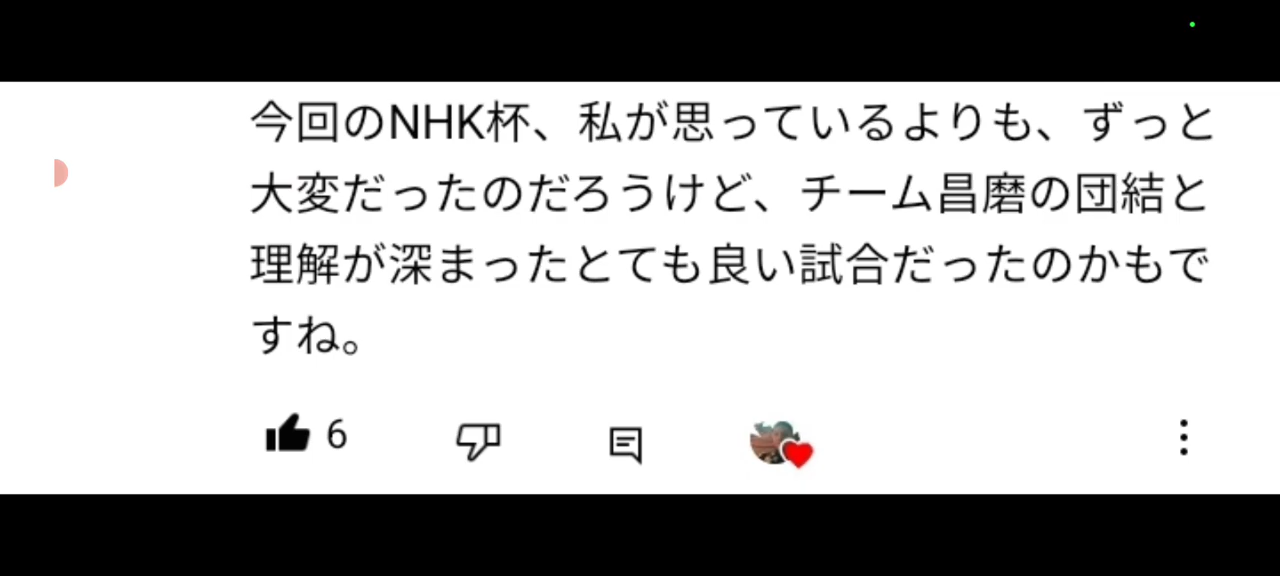 今回のNHK杯、私が思っているよりも、ずっと
大変だったのだろうけど、チーム昌磨の団結と
理解が深まったとても良い試合だったのかもで
すね。
6